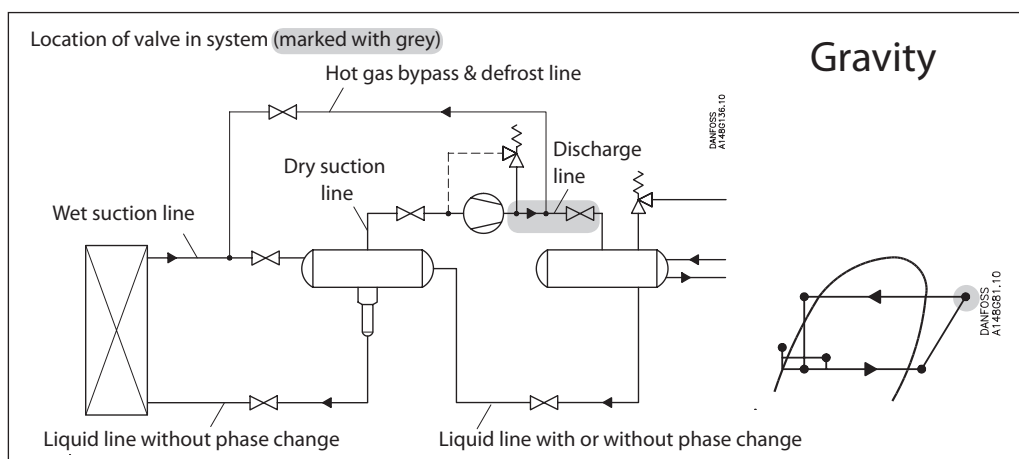 Location of valve in system (marked with grey)
Gravity
Hot gas bypass & defrost line
DANFOSS
A148G136.10
Dry suction
line
Discharge
line
Wet suction line
DANFOSS
A148G81.10
Liquid line without phase change
Liquid line with or without phase change